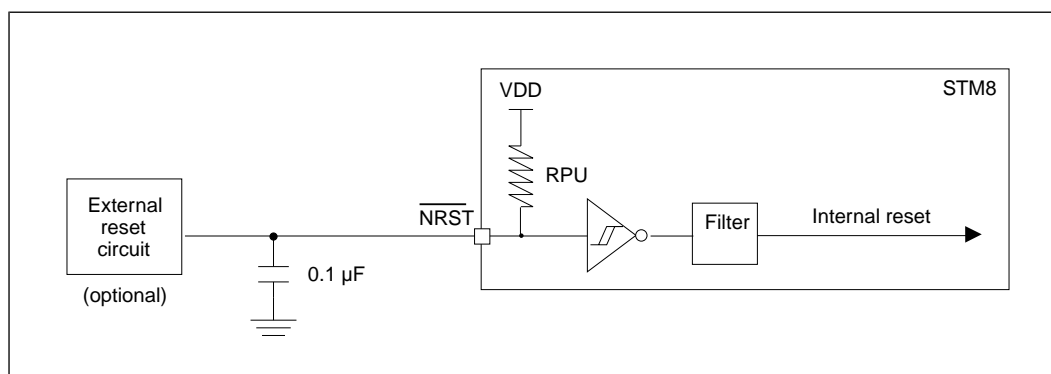 STM8
VDD
RPU
External
reset
circuit
(optional)
NRST
Filter
Internal reset
0.1 µF